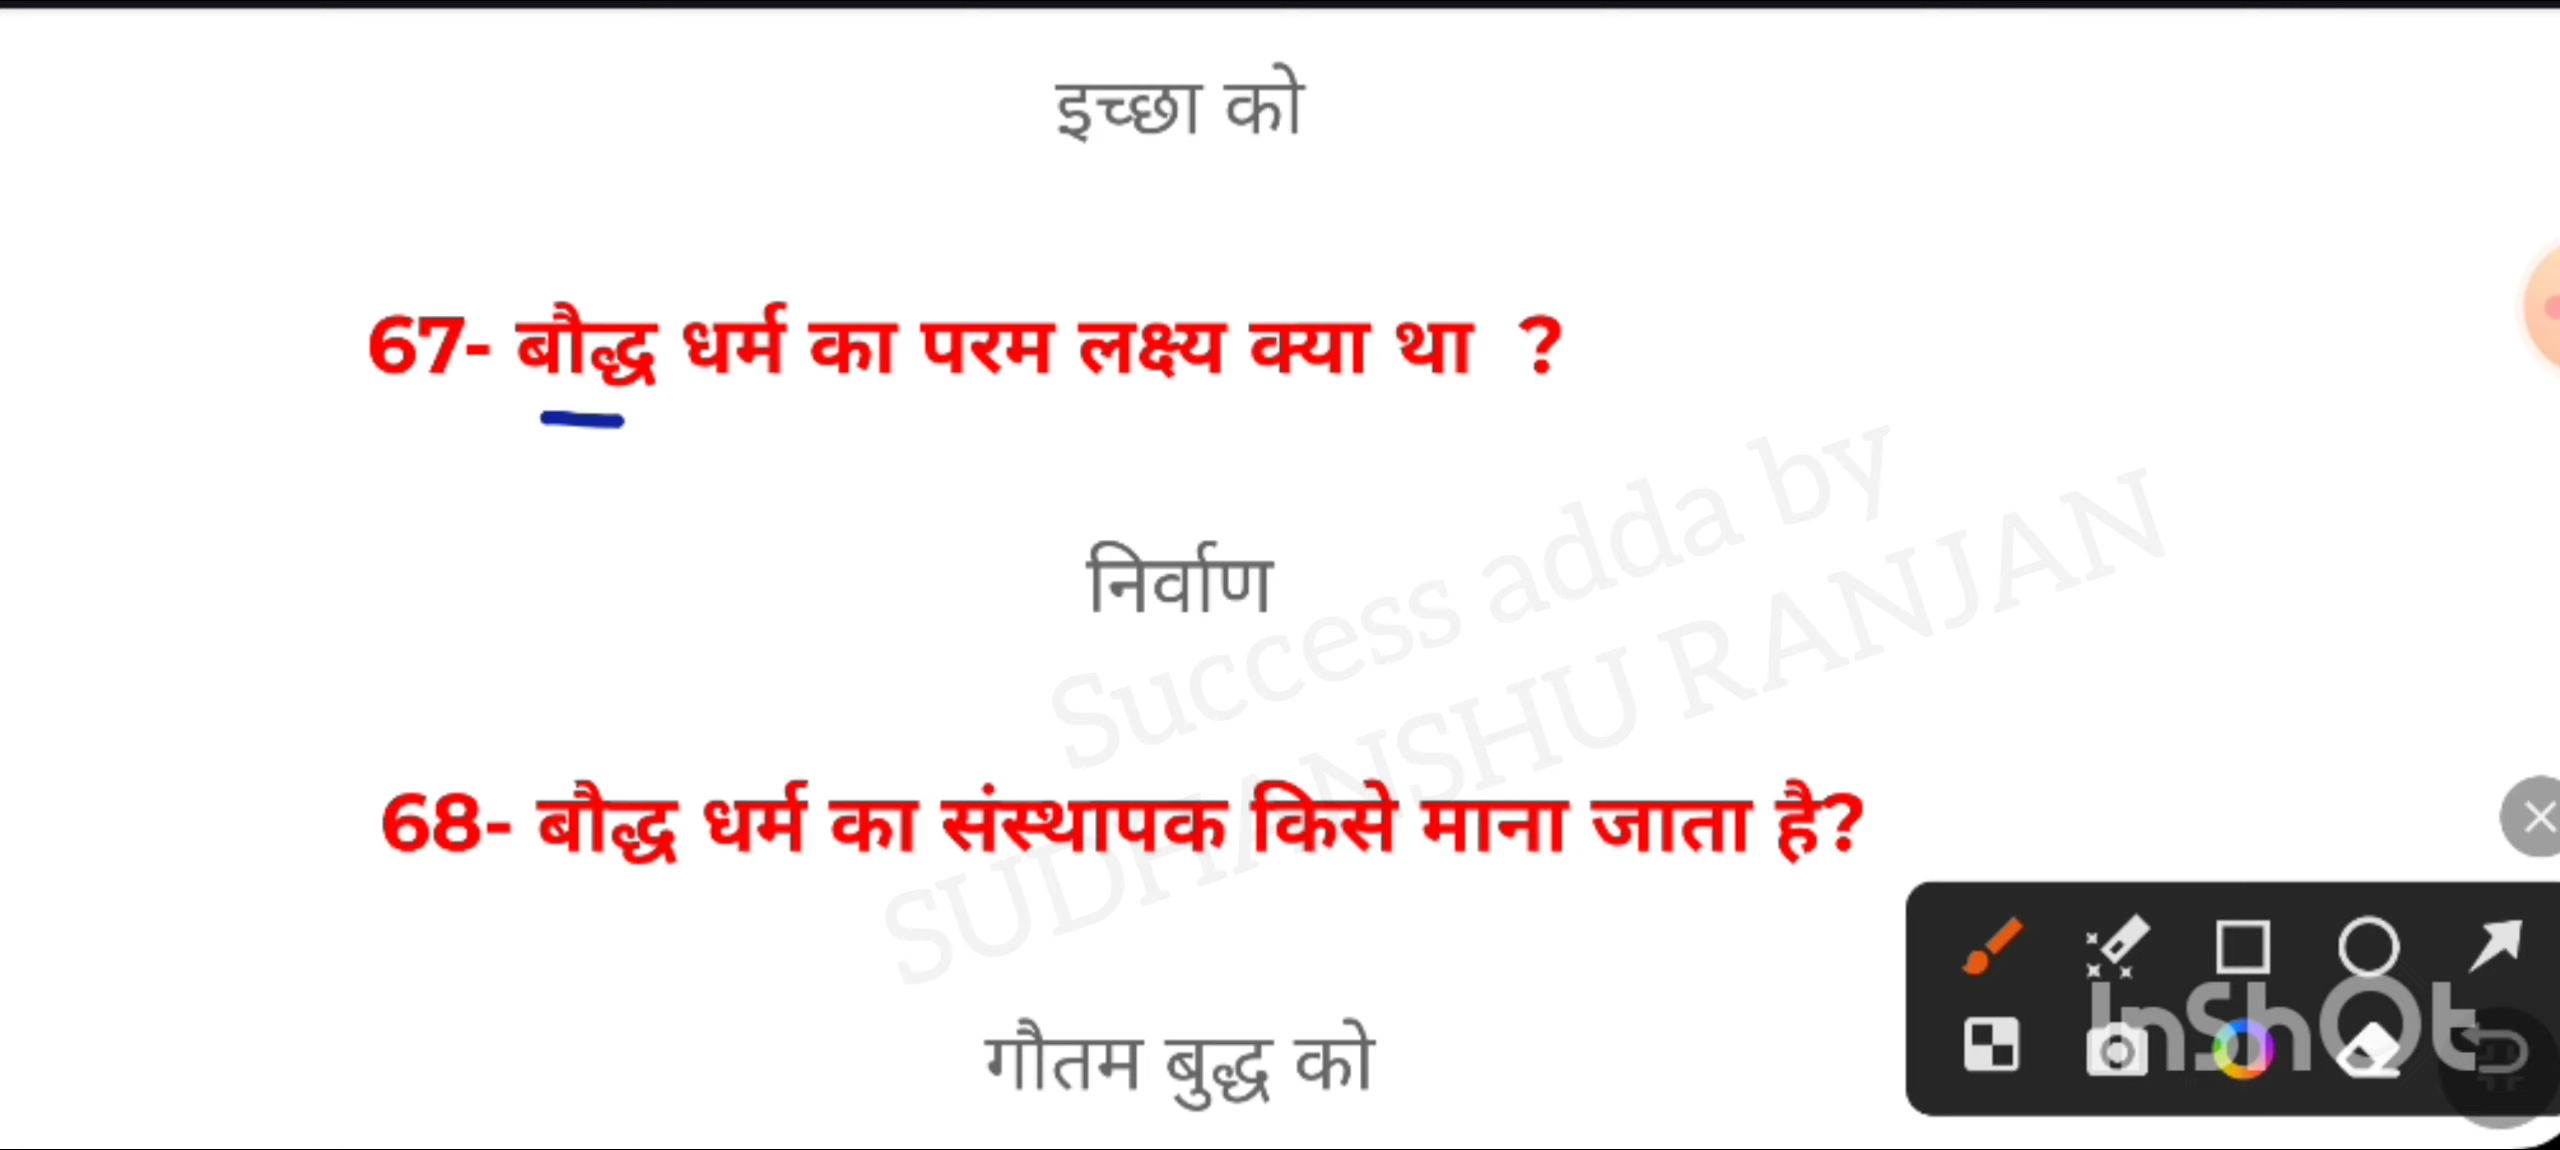 इच्छा को
67- बौद्ध धर्म का परम लक्ष्य क्या था ?
Success adda by
SUDHANSHU RANJAN
निर्वाण
68- बौद्ध धर्म का संस्थापक किसे माना जाता है?
गौतम बुद्ध को
InShOt